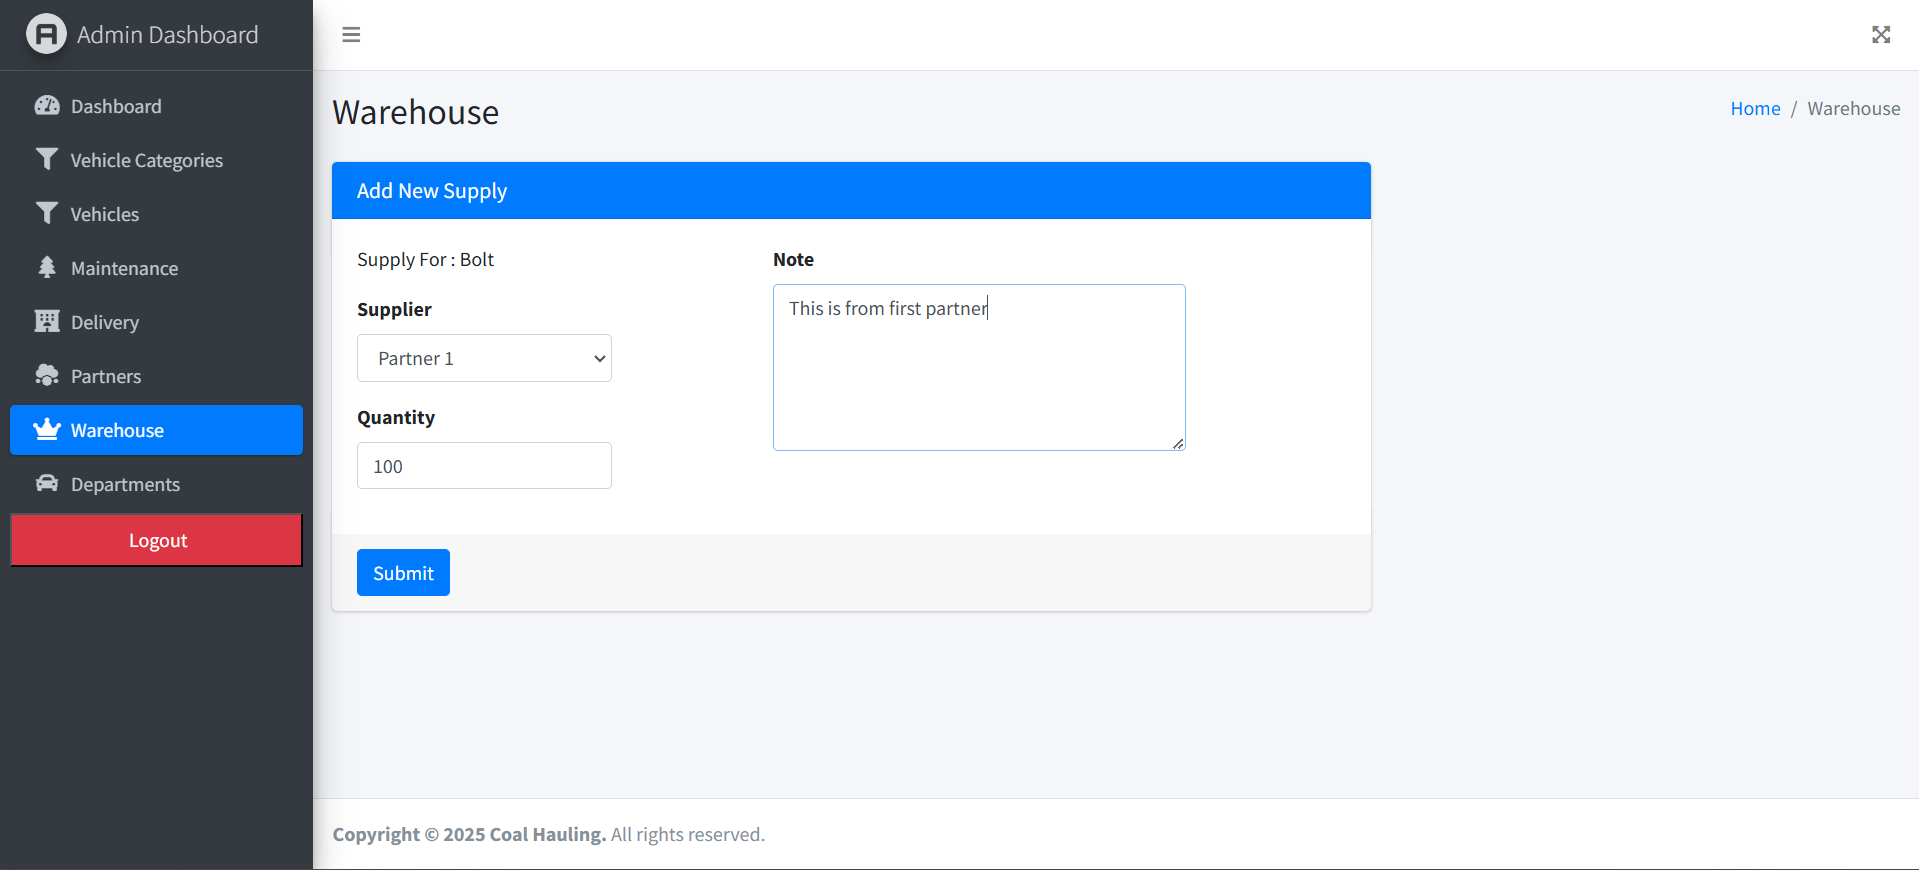 Admin Dashboard
Dashboard
Vehicle Categories
Vehicles
Maintenance
Delivery
Partners
Warehouse
Departments
Logout
Warehouse
Home / Warehouse
Add New Supply
Supply For : Bolt
Supplier
Partner 1
Quantity
100
Note
This is from first partner
Submit
Copyright © 2025 Coal Hauling. All rights reserved.